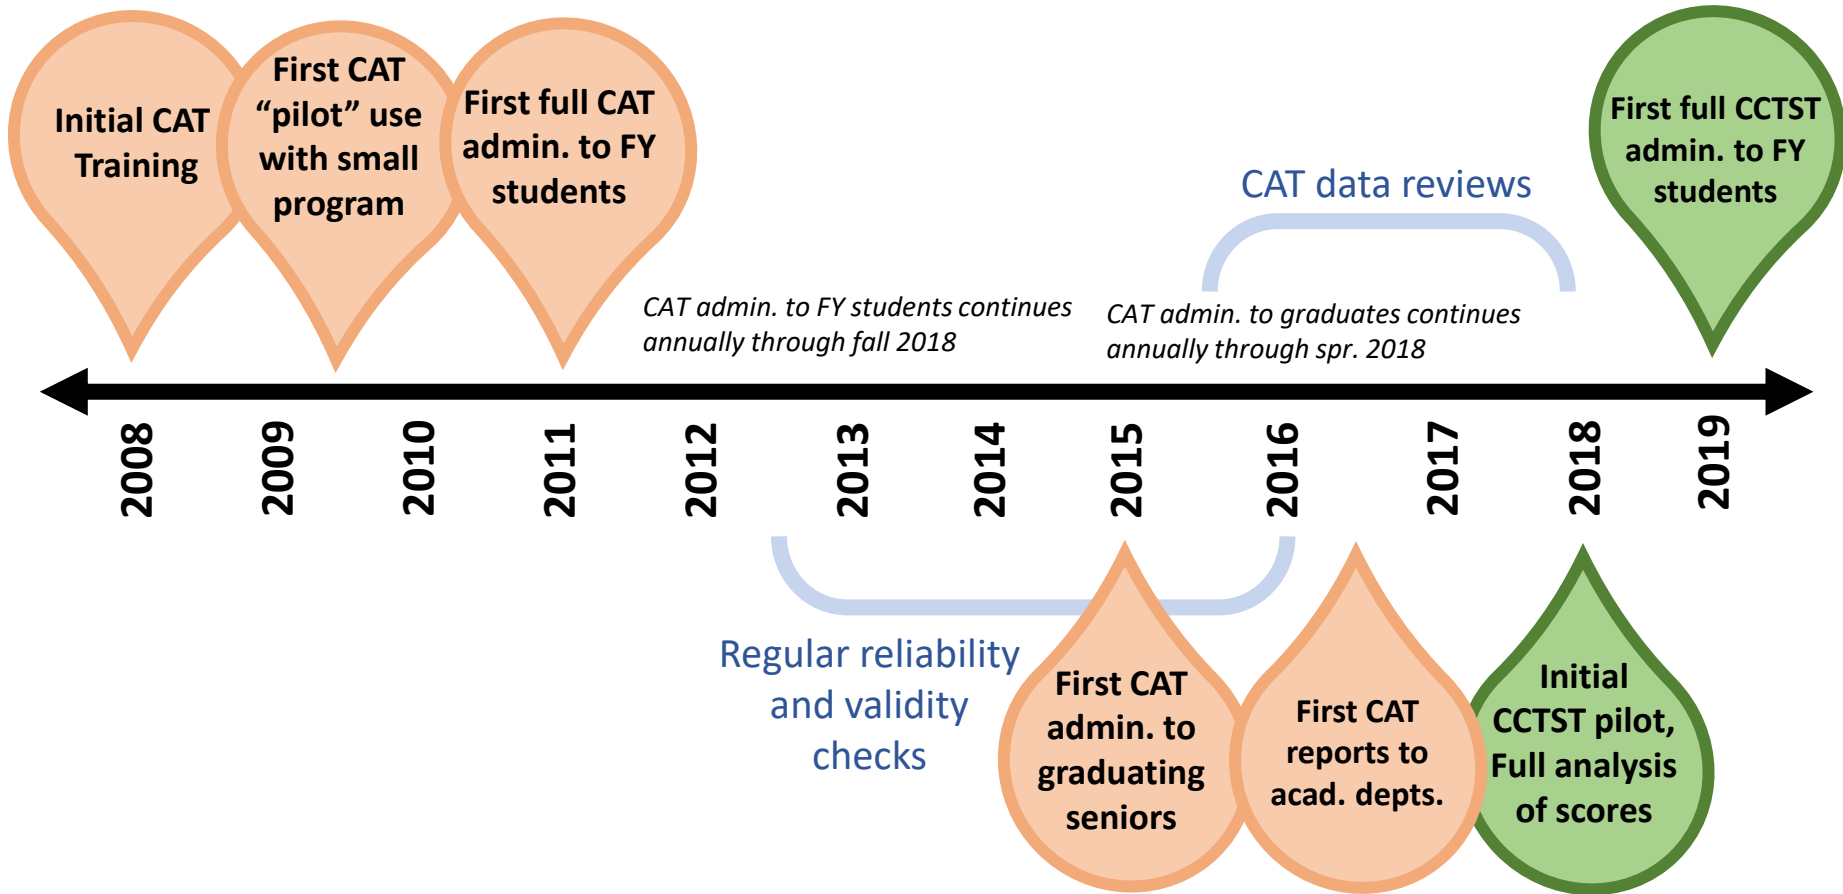 Initial CAT
Training
First CAT
“pilot” use
with small
program
First full CAT
admin. to FY
students
CAT data reviews
First full CCTST
admin. to FY
students
CAT admin. to FY students continues
annually through fall 2018
CAT admin. to graduates continues
annually through spr. 2018
2008
2009
2010
2011
2012
2013
2014
2015
2016
2017
2018
2019
Regular reliability
and validity
checks
First CAT
admin. to
graduating
seniors
First CAT
reports to
acad. depts.
Initial
CCTST pilot,
Full analysis
of scores